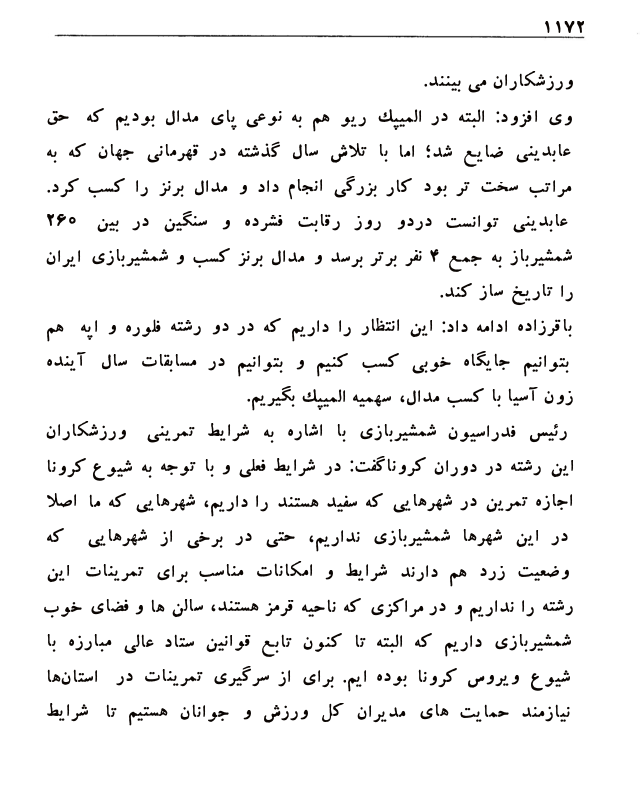 ۱۱۷۲
ورزشکاران می بینند.
وی افزود: البته در المپیک ریو هم به نوعی پای مدال بودیم که حق
عابدینی ضایع شد؛ اما با تلاش سال گذشته در قهرمانی جهان که به
مراتب سخت تر بود کار بزرگی انجام داد و مدال برنز را کسب کرد.
عابدینی توانست دردو روز رقابت فشرده و سنگین در بین ۲۶۰
شمشیرباز به جمع ۴ نفر برتر برسد و مدال برنز کسب و شمشیربازی ایران
را تاریخ ساز کند.
باقرزاده ادامه داد: این انتظار را داریم که در دو رشته فلوره و اپه هم
بتوانیم جایگاه خوبی کسب کنیم و بتوانیم در مسابقات سال آینده
زون آسیا با کسب مدال، سهمیه المپیک بگیریم.
رئیس فدراسیون شمشیربازی با اشاره به شرایط تمرینی ورزشکاران
این رشته در دوران کروناگفت: در شرایط فعلی و با توجه به شیوع کرونا
اجازه تمرین در شهرهایی که سفید هستند را داریم، شهرهایی که ما اصلا
در این شهرها شمشیربازی نداریم، حتی در برخی از شهرهایی که
وضعیت زرد هم دارند شرایط و امکانات مناسب برای تمرینات این
رشته را نداریم و در مراکزی که ناحیه قرمز هستند، سالن ها و فضای خوب
شمشیربازی داریم که البته تا کنون تابع قوانین ستاد عالی مبارزه با
شیوع ویروس کرونا بوده ایم. برای از سرگیری تمرینات در استان‌ها
نیازمند حمایت های مدیران کل ورزش و جوانان هستیم تا شرایط